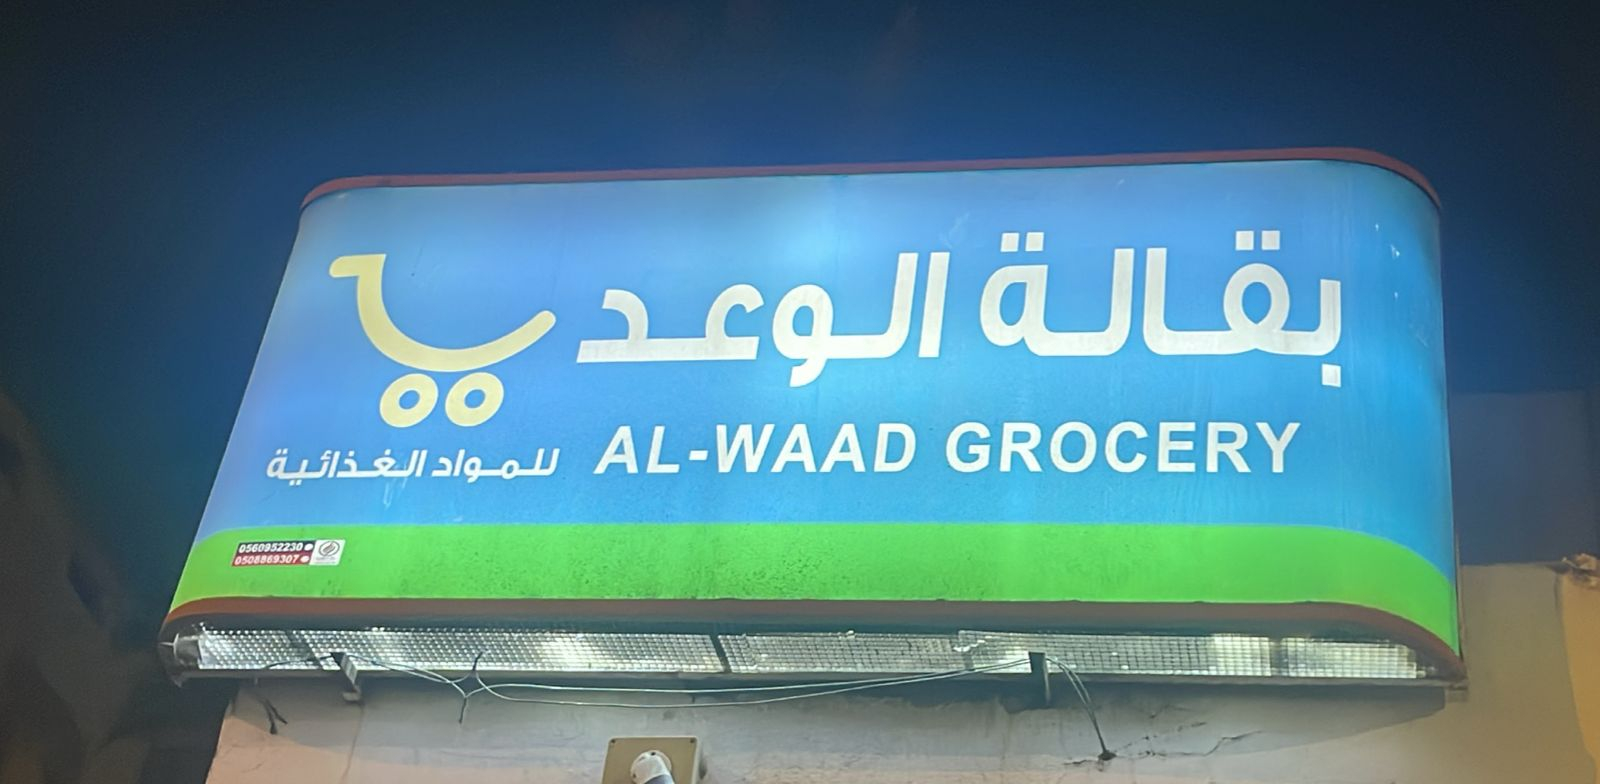 بقالة الوعد
AL-WAAD GROCERY
للمواد الغذائية
0560952230
0508869307